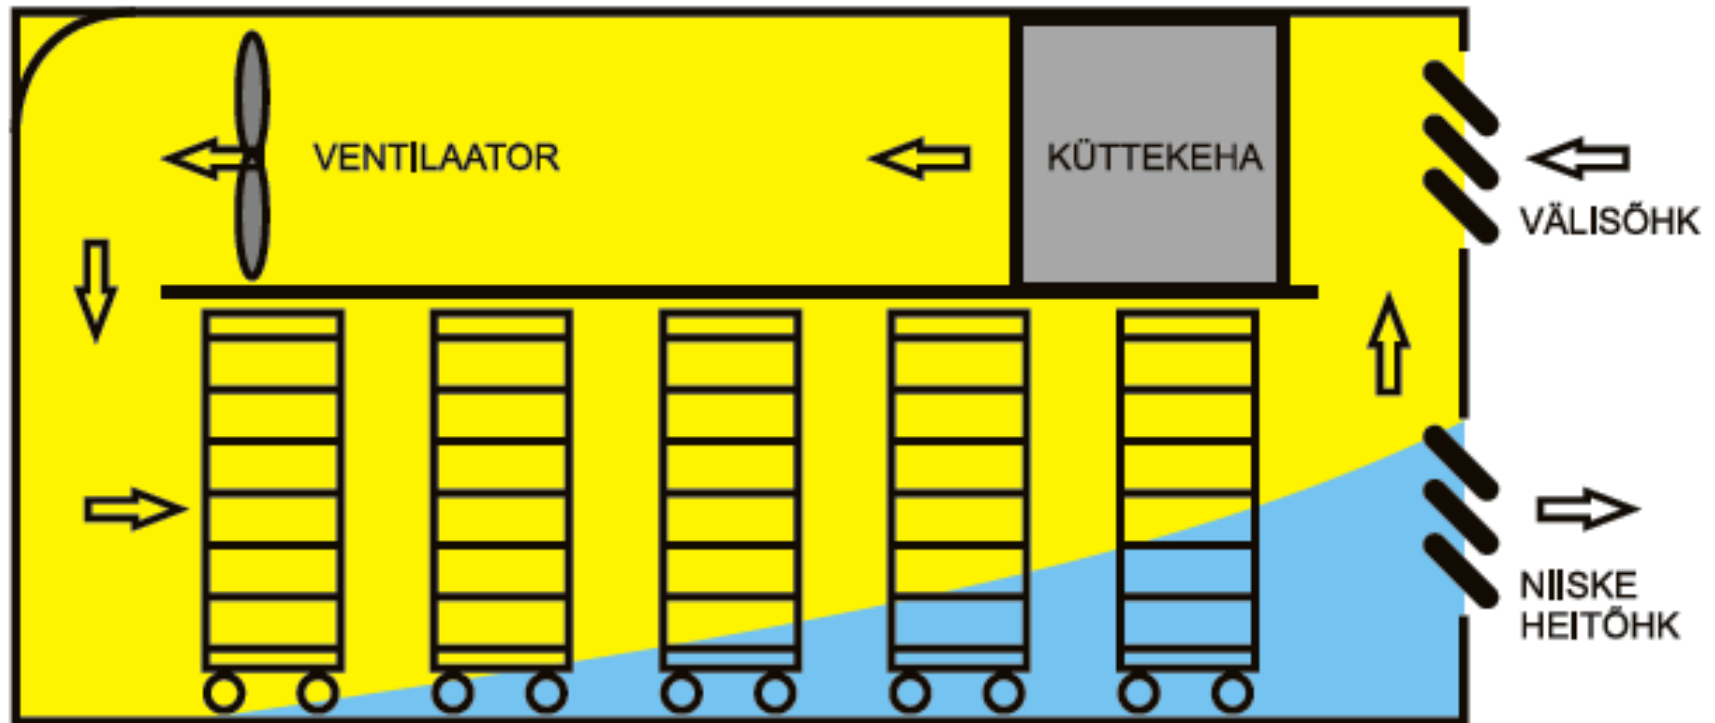 VENTILAATOR
KÜTTEKEHA
VÄLISÕHK
NIISKE
HEITÕHK